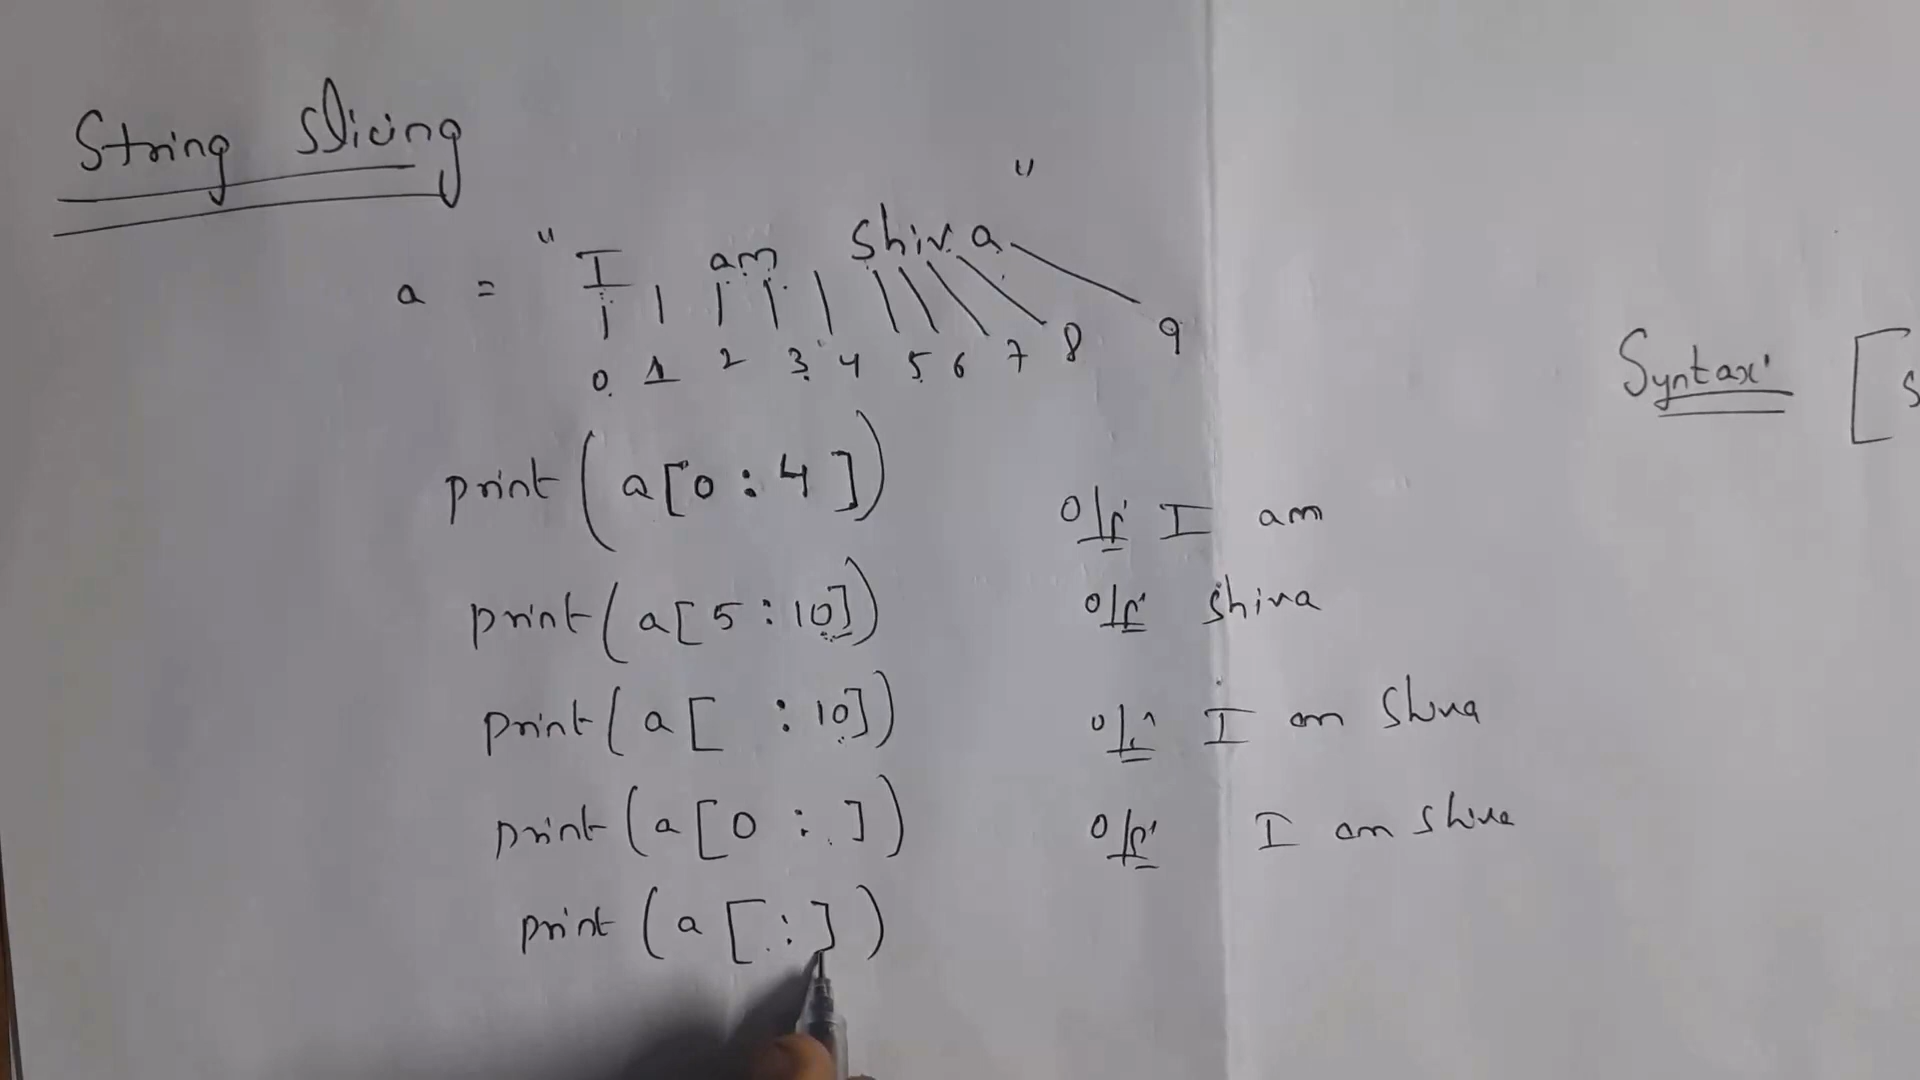 String Slicing
a = "I am Shiva"
0 1 2 3 4 5 6 7 8 9
Syntax: [ S
print(a[0:4]) o/p: I am
print(a[5:10]) o/p: Shiva
print(a[ :10]) o/p: I am Shiva
print(a[0: ]) o/p: I am Shiva
print(a[:])